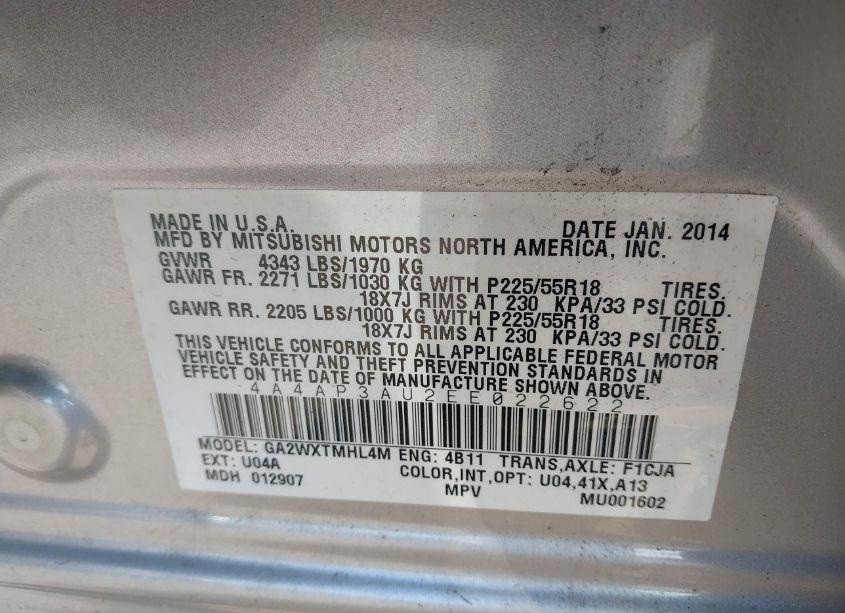 MADE IN U.S.A. DATE JAN. 2014
MFD BY MITSUBISHI MOTORS NORTH AMERICA, INC.
GVWR 4343 LBS/1970 KG
GAWR FR. 2271 LBS/1030 KG WITH P225/55R18 TIRES.
18X7J RIMS AT 230 KPA/33 PSI COLD.
GAWR RR. 2205 LBS/1000 KG WITH P225/55R18 TIRES.
18X7J RIMS AT 230 KPA/33 PSI COLD.
THIS VEHICLE CONFORMS TO ALL APPLICABLE FEDERAL MOTOR
VEHICLE SAFETY AND THEFT PREVENTION STANDARDS IN
EFFECT ON THE DATE OF MANUFACTURE SHOWN ABOVE.
4A4AP3AU2EE022622
MODEL: GA2WXTMHL4M ENG: 4B11 TRANS,AXLE: F1CJA
EXT: U04A COLOR,INT,OPT: U04,41X,A13
MDH 012907 MPV MU001602